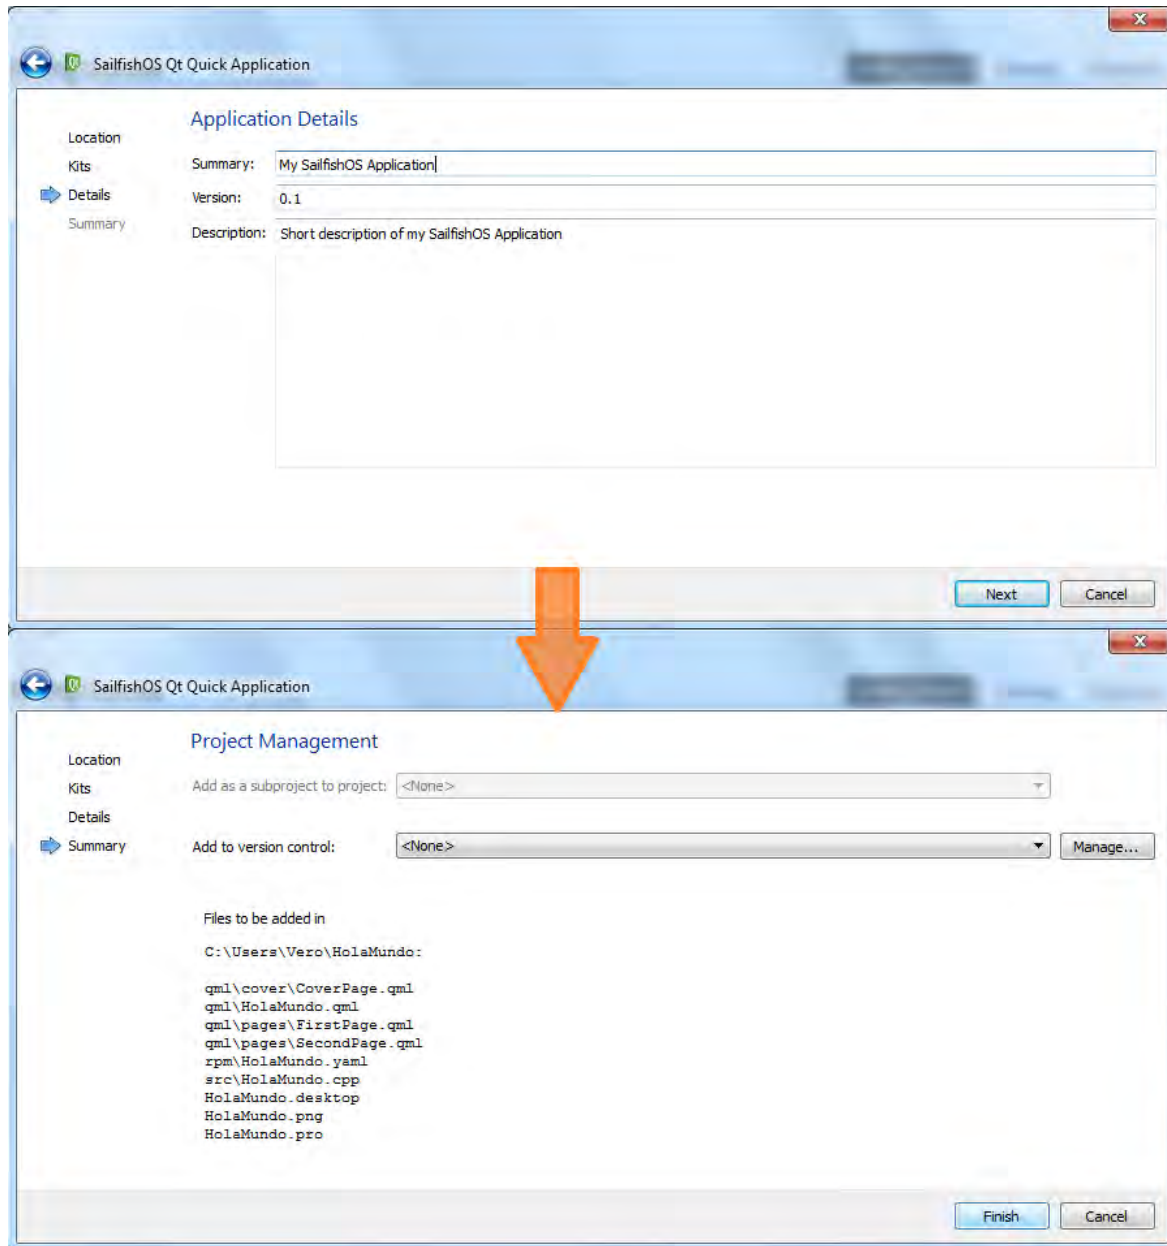 SailfishOS Qt Quick Application
Application Details
Location
Kits
Details
Summary
Summary: My SailfishOS Application
Version: 0.1
Description: Short description of my SailfishOS Application
Next Cancel
SailfishOS Qt Quick Application
Project Management
Location
Kits
Details
Summary
Add as a subproject to project: <None>
Add to version control: <None> Manage...
Files to be added in
C:\Users\Vero\HolaMundo:
qml\cover\CoverPage.qml
qml\HolaMundo.qml
qml\pages\FirstPage.qml
qml\pages\SecondPage.qml
rpm\HolaMundo.yaml
src\HolaMundo.cpp
HolaMundo.desktop
HolaMundo.png
HolaMundo.pro
Finish Cancel